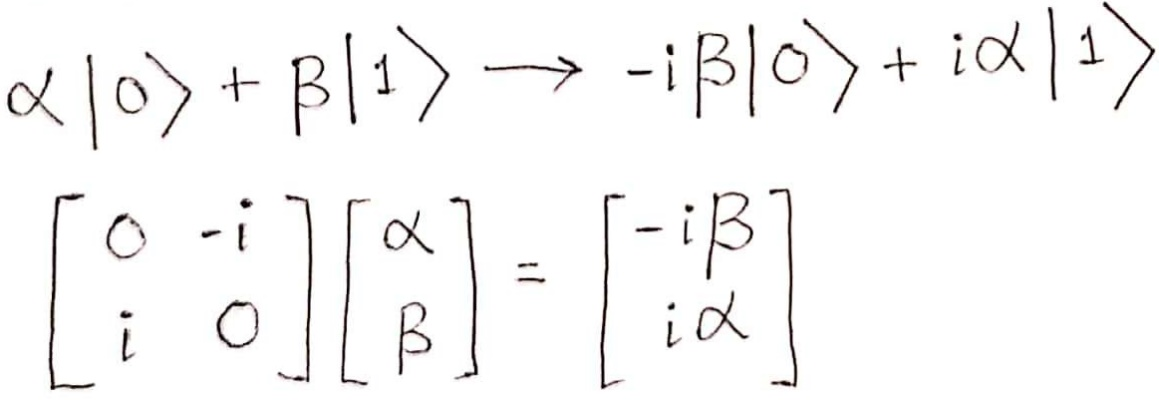 α|0⟩ + β|1⟩ → -iβ|0⟩ + iα|1⟩
[0 -i; i 0] [α; β] = [-iβ; iα]